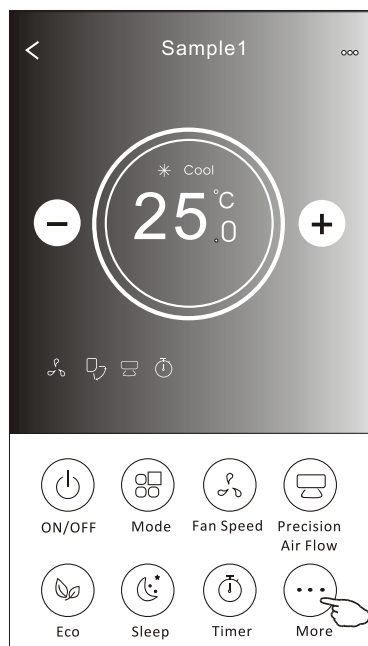 Sample1
Cool
25.0°C
ON/OFF Mode Fan Speed Precision Air Flow
Eco Sleep Timer More